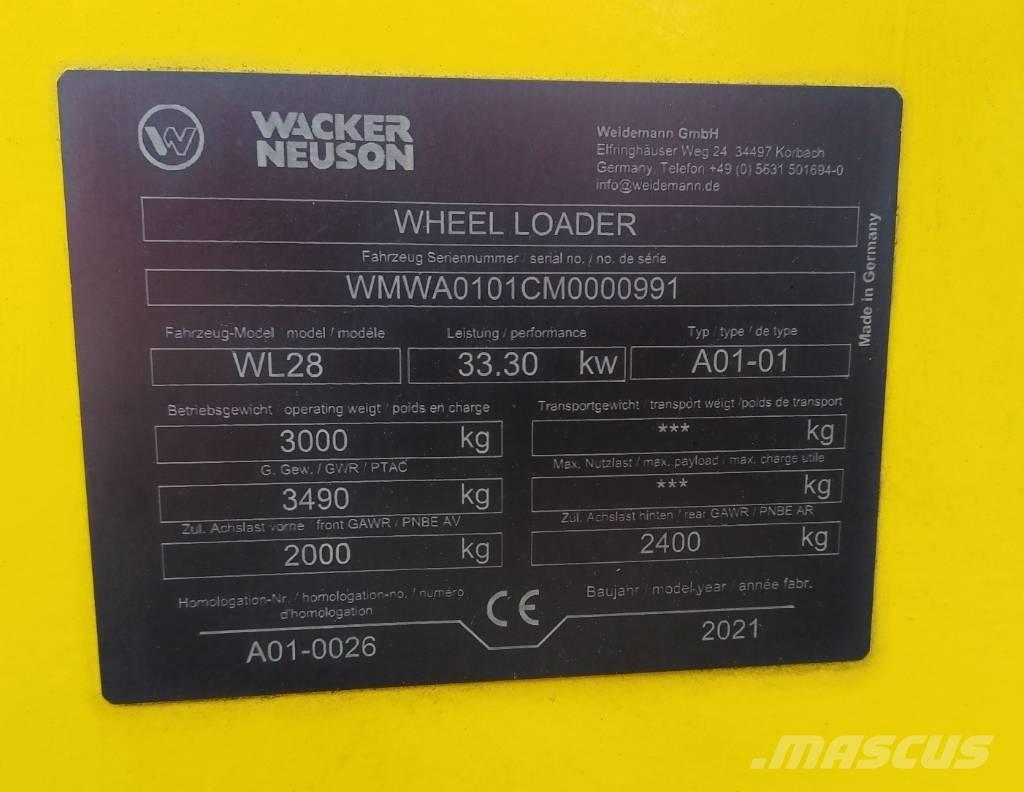 WACKER
NEUSON
Weidemann GmbH
Elfringhäuser Weg 24 34497 Korbach
Germany, Telefon +49 (0) 5631 501694-0
info@weidemann.de
WHEEL LOADER
Fahrzeug Seriennummer / serial no. / no. de série
WMWA0101CM0000991
Made in Germany
Fahrzeug-Model / model / modéle
Leistung / performance
Typ / type / de type
WL28
33.30 kw
A01-01
Betriebsgewicht / operating weigt / poids en charge
Transportgewicht / transport weigt /poids de transport
3000 kg
*** kg
G. Gew. / GWR / PTAC
Max. Nutzlast / max. payload / max. charge utile
3490 kg
*** kg
Zul. Achslast vorne / front GAWR / PNBE AV
Zul. Achslast hinten / rear GAWR / PNBE AR
2000 kg
2400 kg
Homologation-Nr. / homologation-no. / numéro
d'homologation
CE
Baujahr / model-year / année fabr.
A01-0026
2021
.MASCUS